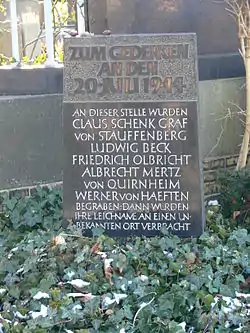 ZUM GEDENKEN
AN DEN
20·JULI 1944·
AN DIESER STELLE WURDEN
CLAUS SCHENK GRAF
VON STAUFFENBERG
LUDWIG BECK
FRIEDRICH OLBRICHT
ALBRECHT MERTZ
VON QUIRNHEIM
WERNER VON HAEFTEN
BEGRABEN·DANN WURDEN
IHRE LEICHNAME AN EINEN UN-
BEKANNTEN ORT VERBRACHT